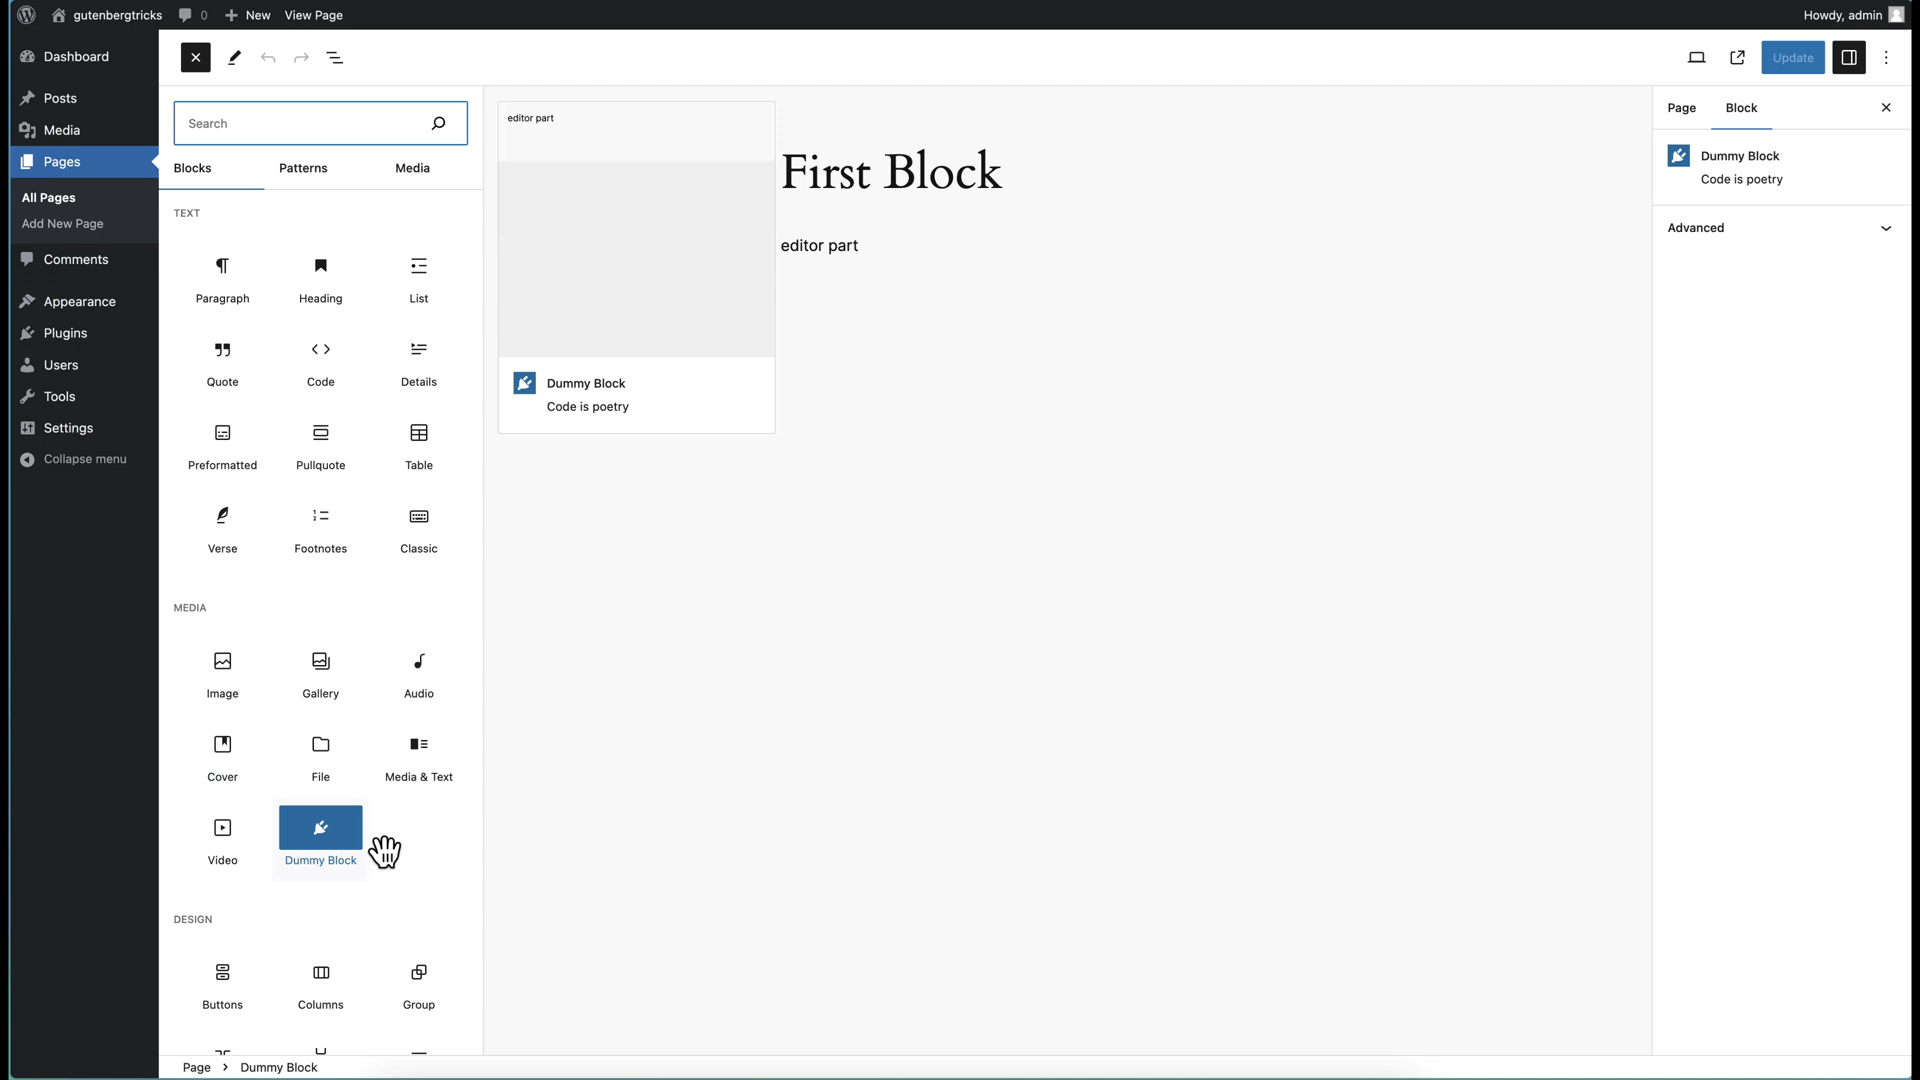 gutenbergtricks
0
New
View Page
Howdy, admin
Dashboard
Posts
Media
Pages
All Pages
Add New Page
Comments
Appearance
Plugins
Users
Tools
Settings
Collapse menu
Update
Search
Blocks
Patterns
Media
TEXT
Paragraph
Heading
List
Quote
Code
Details
Preformatted
Pullquote
Table
Verse
Footnotes
Classic
MEDIA
Image
Gallery
Audio
Cover
File
Media & Text
Video
Dummy Block
DESIGN
Buttons
Columns
Group
editor part
Dummy Block
Code is poetry
First Block
editor part
Page
Block
Dummy Block
Code is poetry
Advanced
Page > Dummy Block